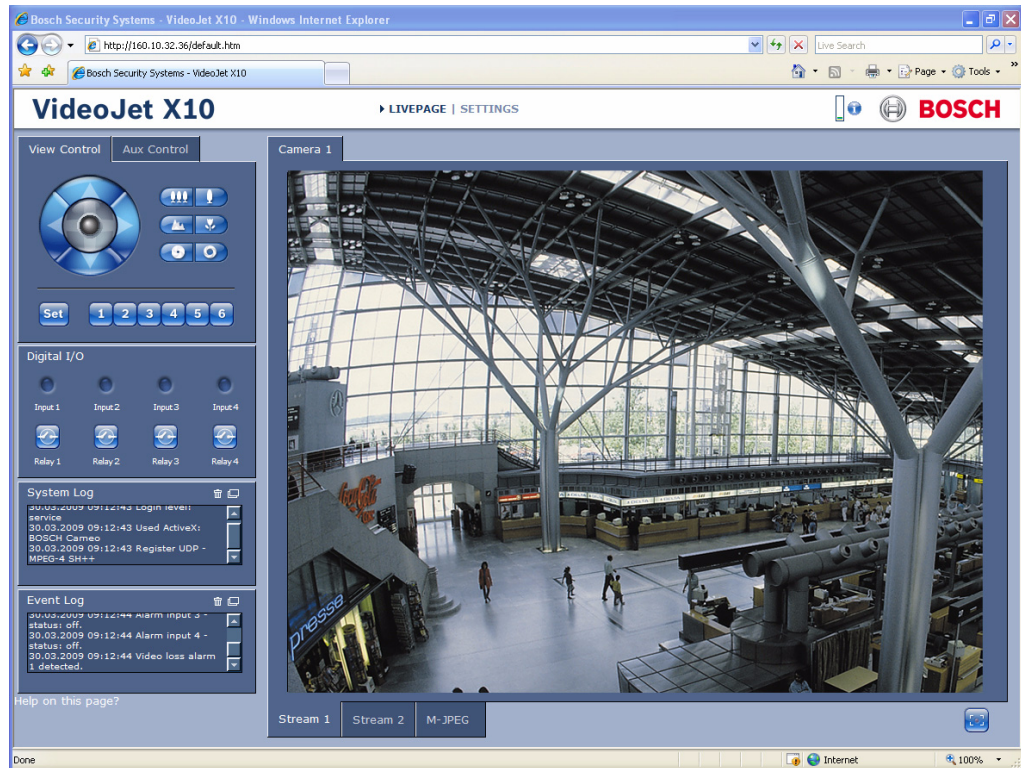 Bosch Security Systems - VideoJet X10 - Windows Internet Explorer
http://160.10.32.36/default.htm
Live Search
Bosch Security Systems - VideoJet X10
Page
Tools
VideoJet X10
LIVEPAGE | SETTINGS
BOSCH
View Control
Aux Control
Camera 1
Set
1 2 3 4 5 6
Digital I/O
Input 1 Input 2 Input 3 Input 4
Relay 1 Relay 2 Relay 3 Relay 4
System Log
30.03.2009 09:12:43 Login level:
service
30.03.2009 09:12:43 Used ActiveX:
BOSCH Cameo
30.03.2009 09:12:43 Register UDP -
MPEG-4 SH++
Event Log
30.03.2009 09:12:44 Alarm input 3 -
status: off.
30.03.2009 09:12:44 Alarm input 4 -
status: off.
30.03.2009 09:12:44 Video loss alarm
1 detected.
Help on this page?
Coca-Cola
presse
Stream 1
Stream 2
M-JPEG
Done
Internet
100%